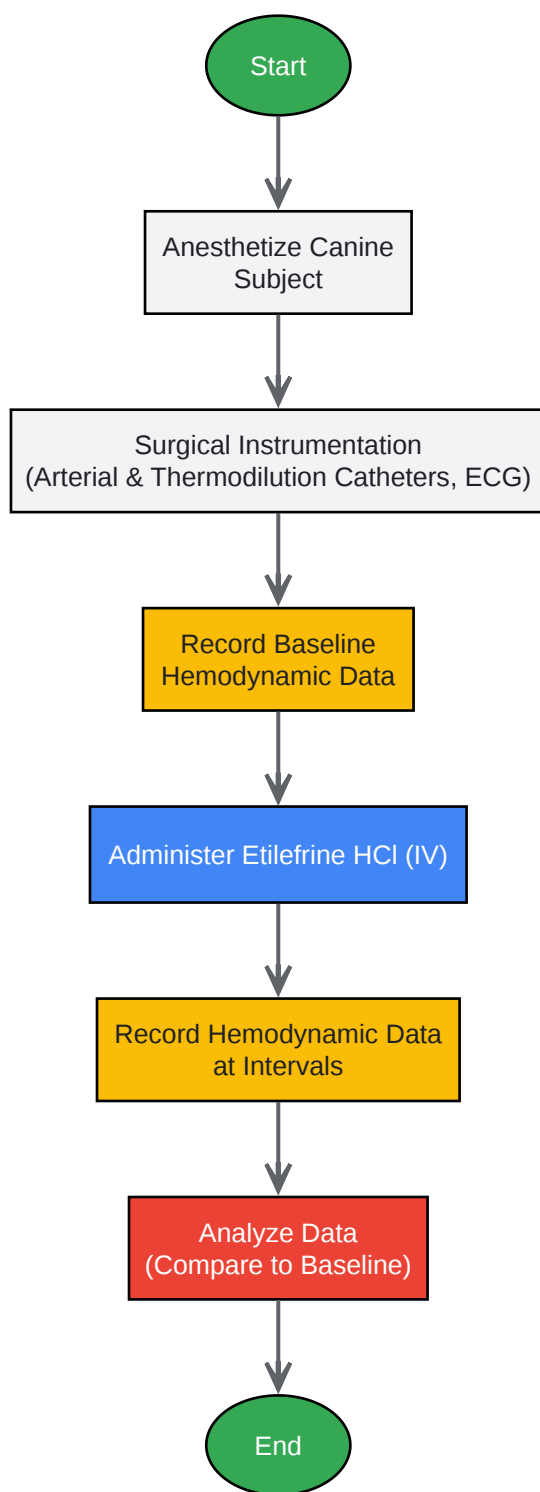 Start
Anesthetize Canine
Subject
Surgical Instrumentation
(Arterial & Thermodilution Catheters, ECG)
Record Baseline
Hemodynamic Data
Administer Etilefrine HCl (IV)
Record Hemodynamic Data
at Intervals
Analyze Data
(Compare to Baseline)
End